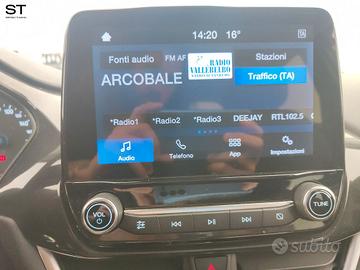 ST
14:20 16°
Fonti audio FM AF RADIO VALLEBELBO Stazioni
ARCOBALE Traffico (TA)
*Radio1 *Radio2 *Radio3 DEEJAY RTL102.5
Audio Telefono App Impostazioni
VOL TUNE
subito